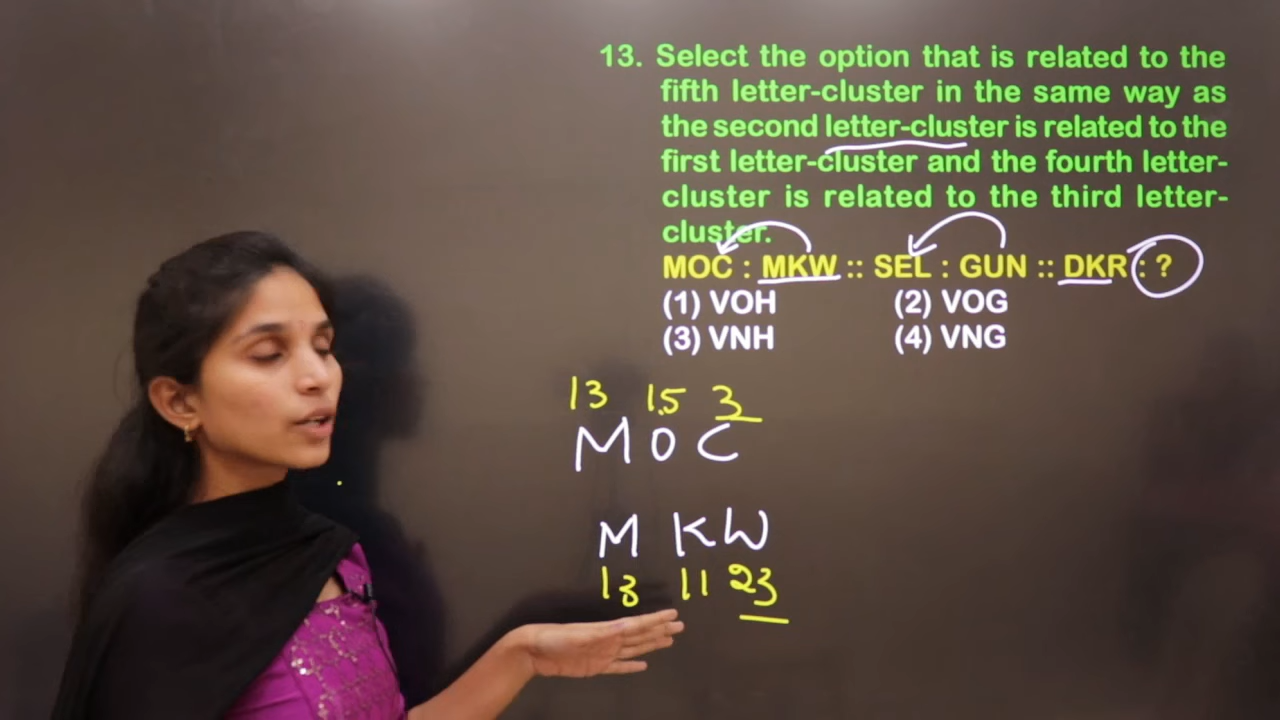 13. Select the option that is related to the
fifth letter-cluster in the same way as
the second letter-cluster is related to the
first letter-cluster and the fourth letter-
cluster is related to the third letter-
cluster.
MOC : MKW :: SEL : GUN :: DKR : ?
(1) VOH (2) VOG
(3) VNH (4) VNG
13 15 3
M O C
M K W
13 11 23